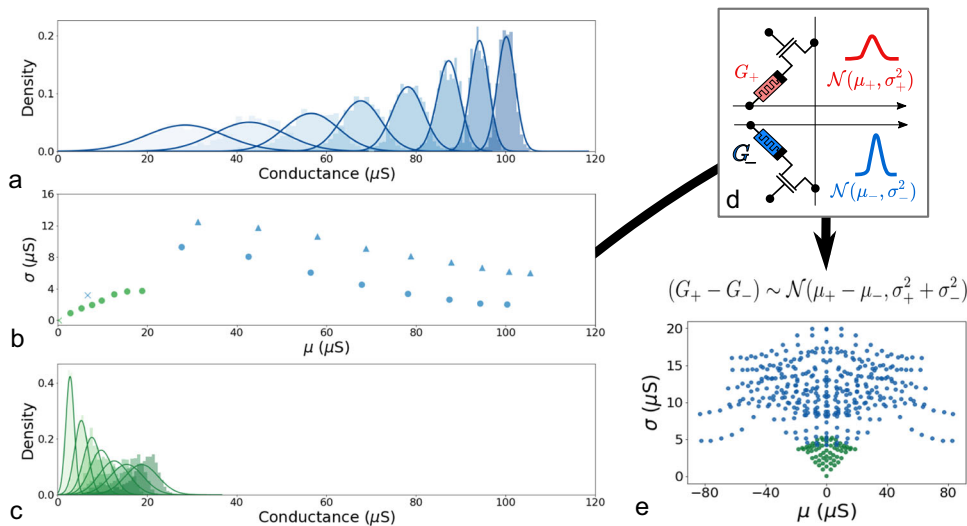 0.2
0.1
0.0
Density
0 20 40 60 80 100 120
Conductance (μS)
a
16
12
8
4
0
σ (μS)
0 20 40 60 80 100 120
μ (μS)
b
0.4
0.2
0.0
Density
0 20 40 60 80 100 120
Conductance (μS)
c
G₊
𝒩(μ₊, σ₊²)
G₋
𝒩(μ₋, σ₋²)
d
(G₊ − G₋) ∼ 𝒩(μ₊ − μ₋, σ₊² + σ₋²)
20
15
10
5
0
σ (μS)
−80 −40 0 40 80
μ (μS)
e